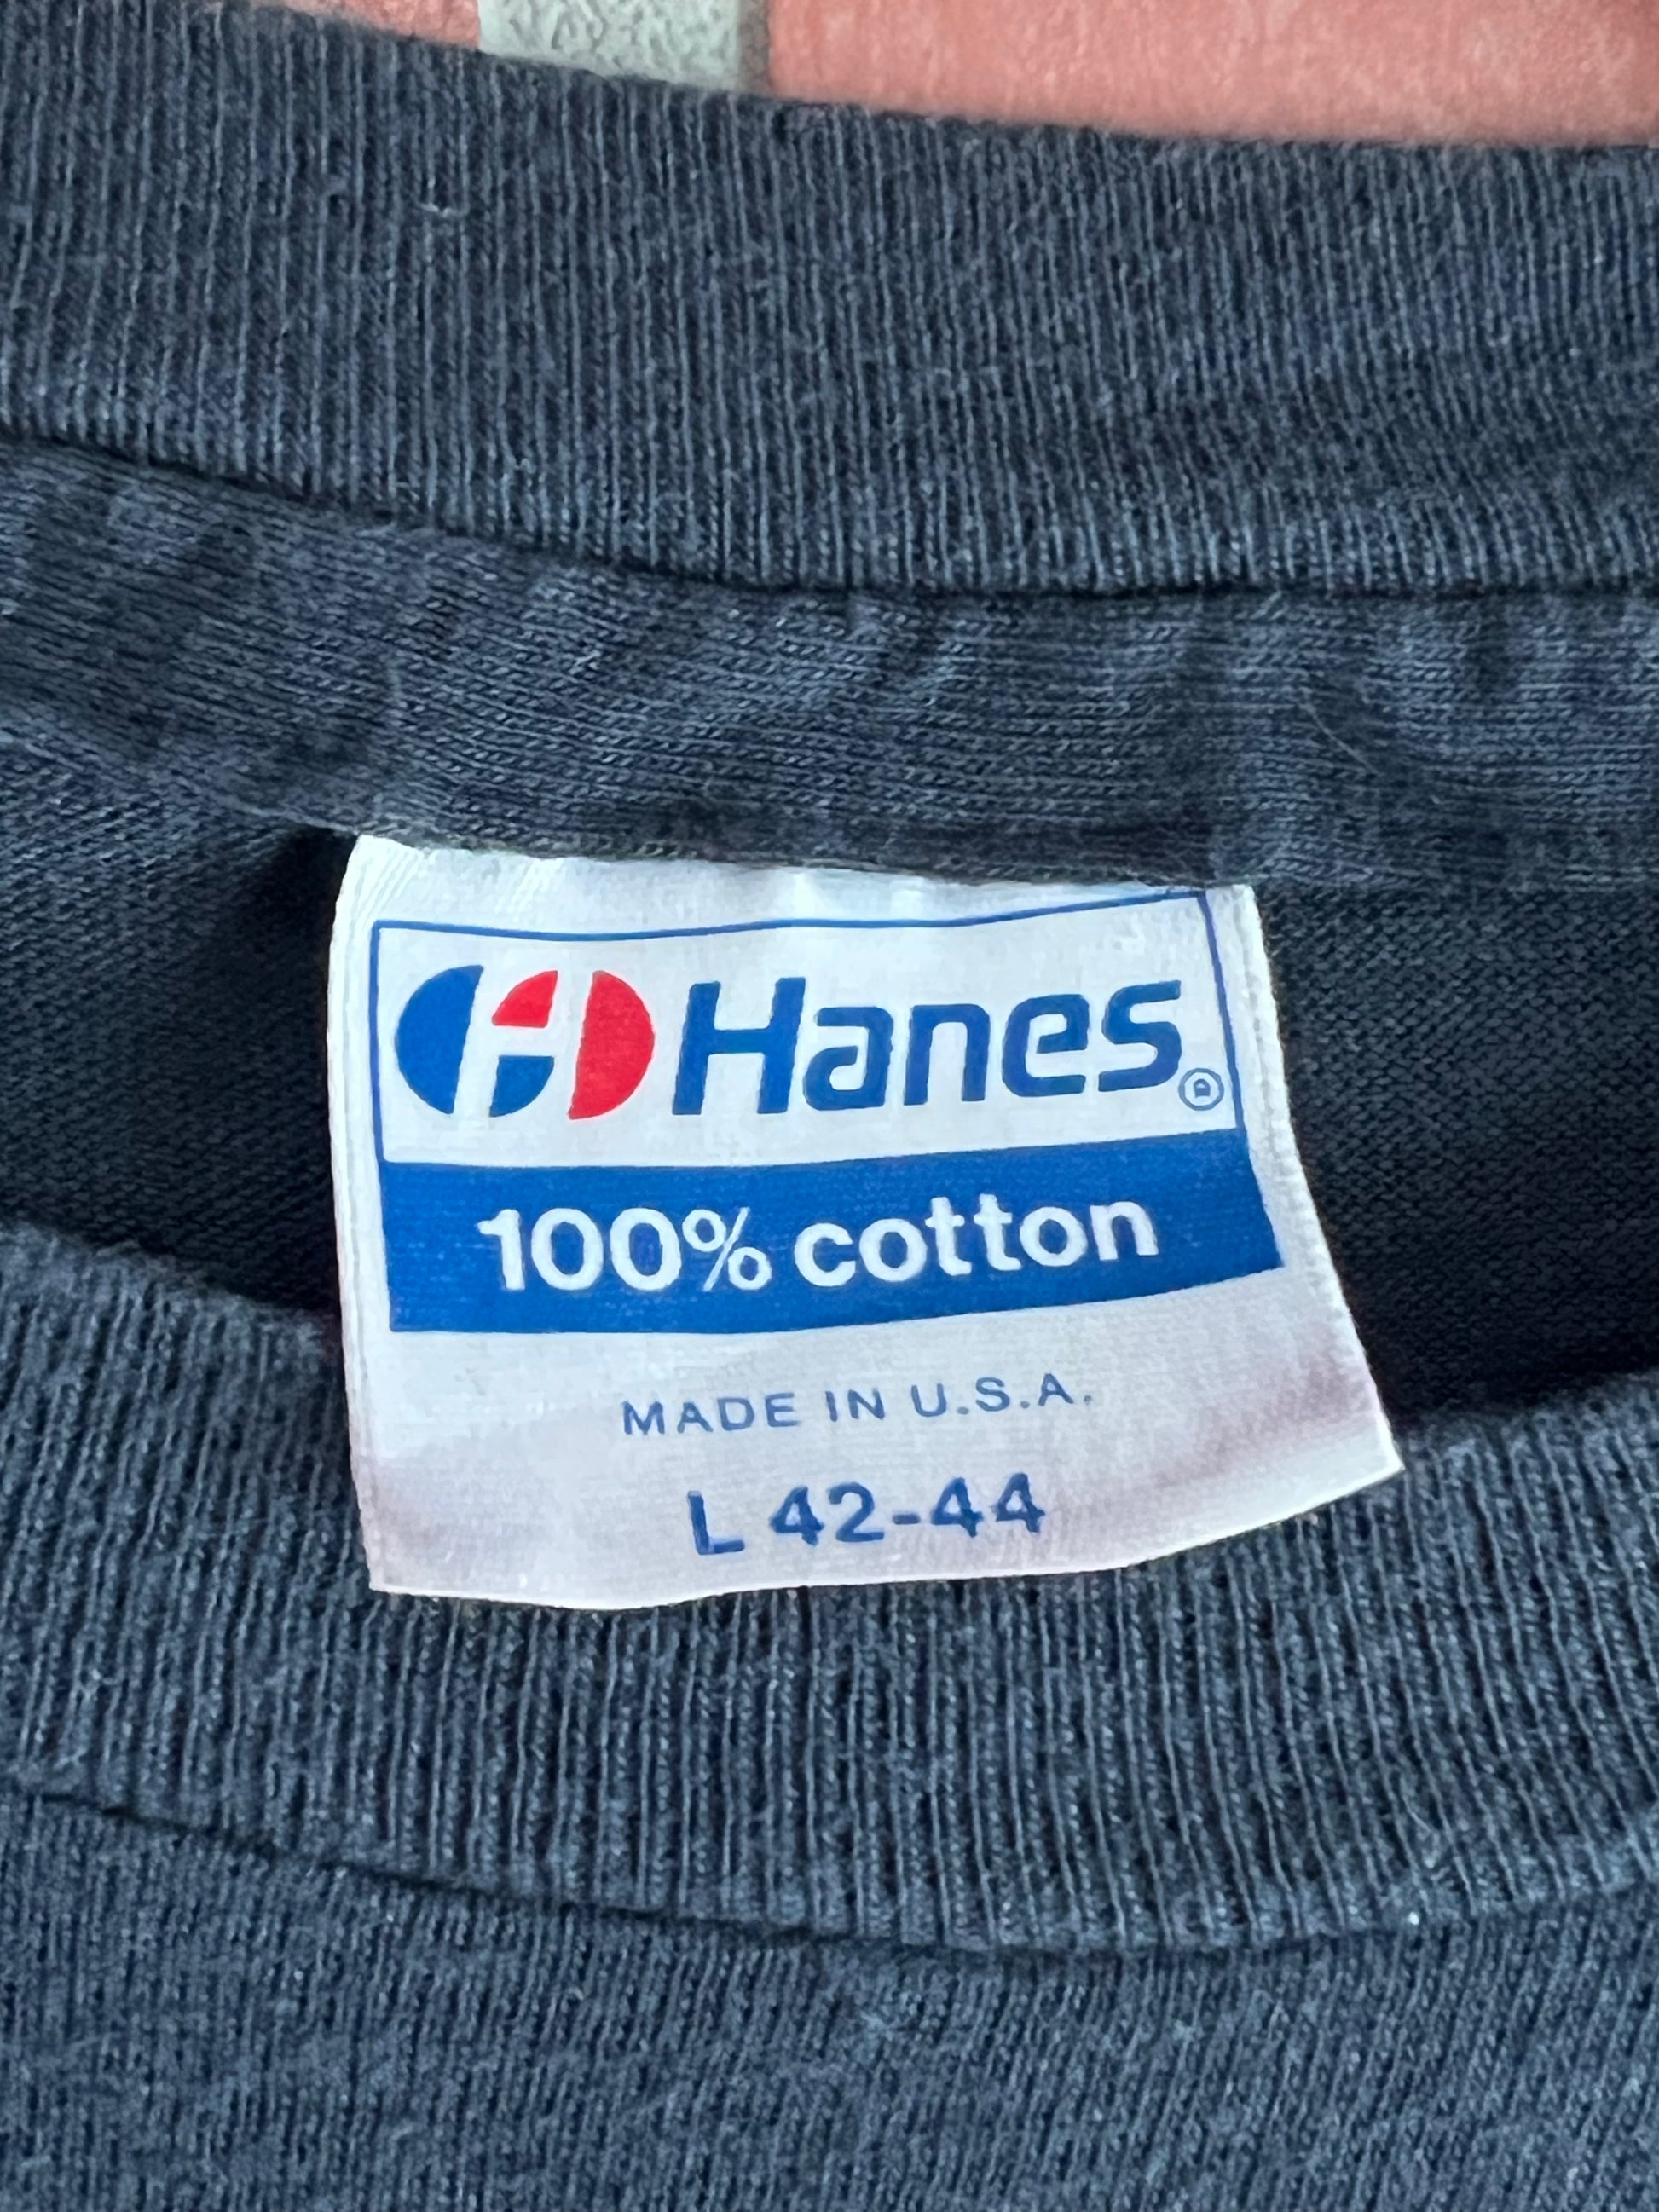 Hanes®
100% cotton
MADE IN U.S.A.
L 42-44